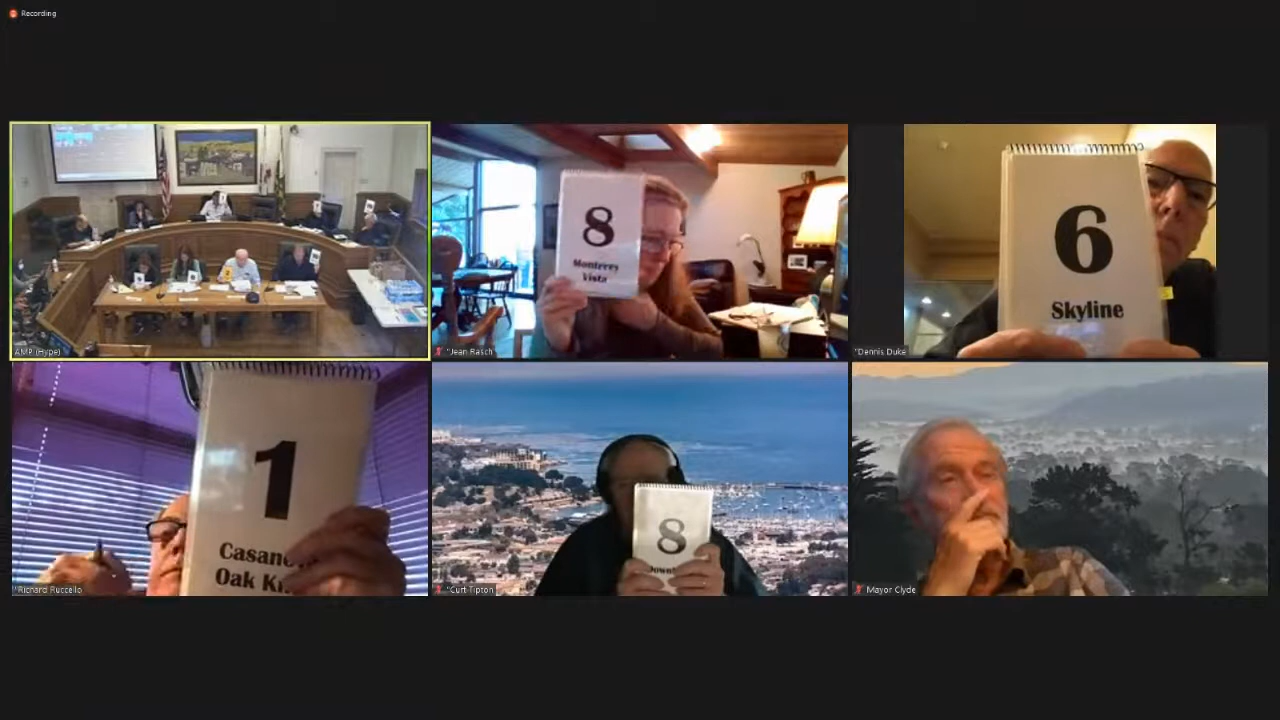 Recording
8
Monterey
Vista
6
Skyline
AMP (Hype)
"Jean Rasch
"Dennis Duke
1
Casano
Oak K
8
"Richard Ruccello
"Curt Tipton
Mayor Clyde